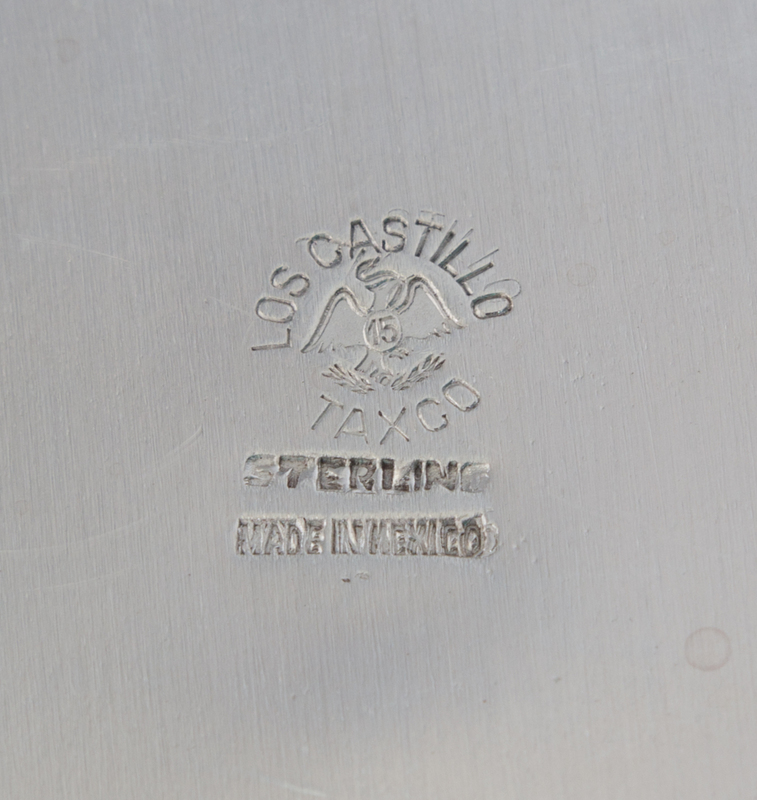 LOS CASTILLO
15
TAXCO
STERLING
MADE IN MEXICO